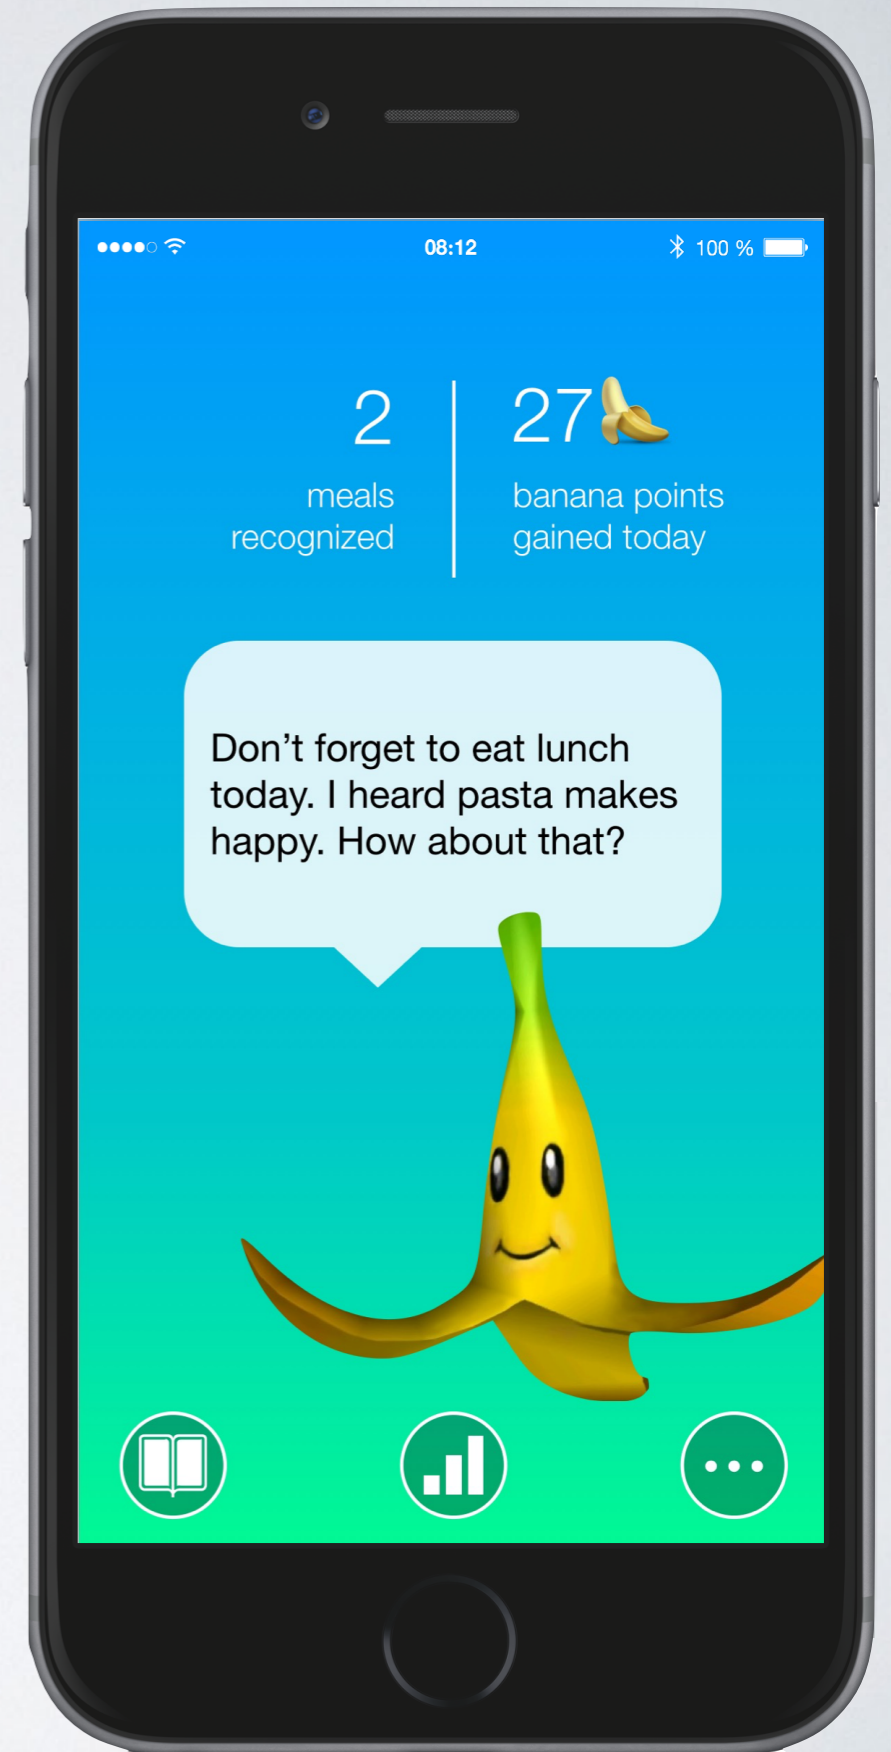 08:12
100 %
2
meals
recognized
27
banana points
gained today
Don’t forget to eat lunch
today. I heard pasta makes
happy. How about that?